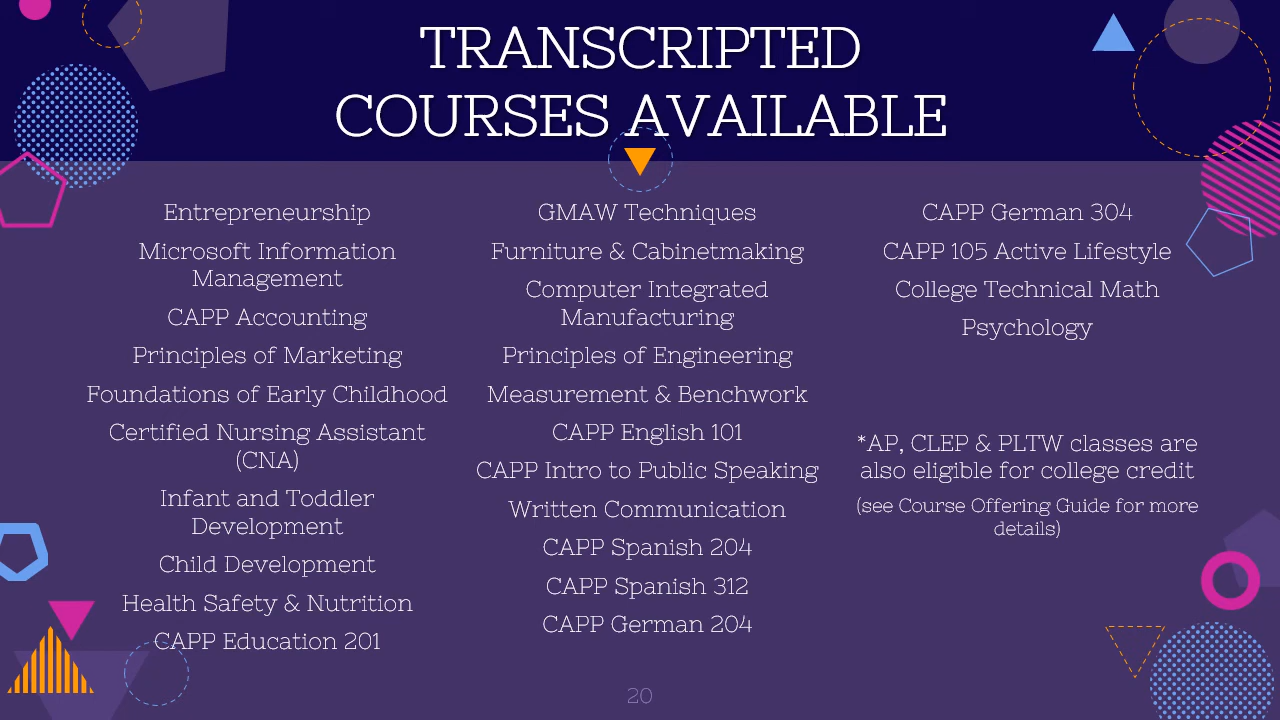 TRANSCRIPTED
COURSES AVAILABLE
Entrepreneurship
Microsoft Information
Management
CAPP Accounting
Principles of Marketing
Foundations of Early Childhood
Certified Nursing Assistant
(CNA)
Infant and Toddler
Development
Child Development
Health Safety & Nutrition
CAPP Education 201
GMAW Techniques
Furniture & Cabinetmaking
Computer Integrated
Manufacturing
Principles of Engineering
Measurement & Benchwork
CAPP English 101
CAPP Intro to Public Speaking
Written Communication
CAPP Spanish 204
CAPP Spanish 312
CAPP German 204
CAPP German 304
CAPP 105 Active Lifestyle
College Technical Math
Psychology
*AP, CLEP & PLTW classes are
also eligible for college credit
(see Course Offering Guide for more
details)
20